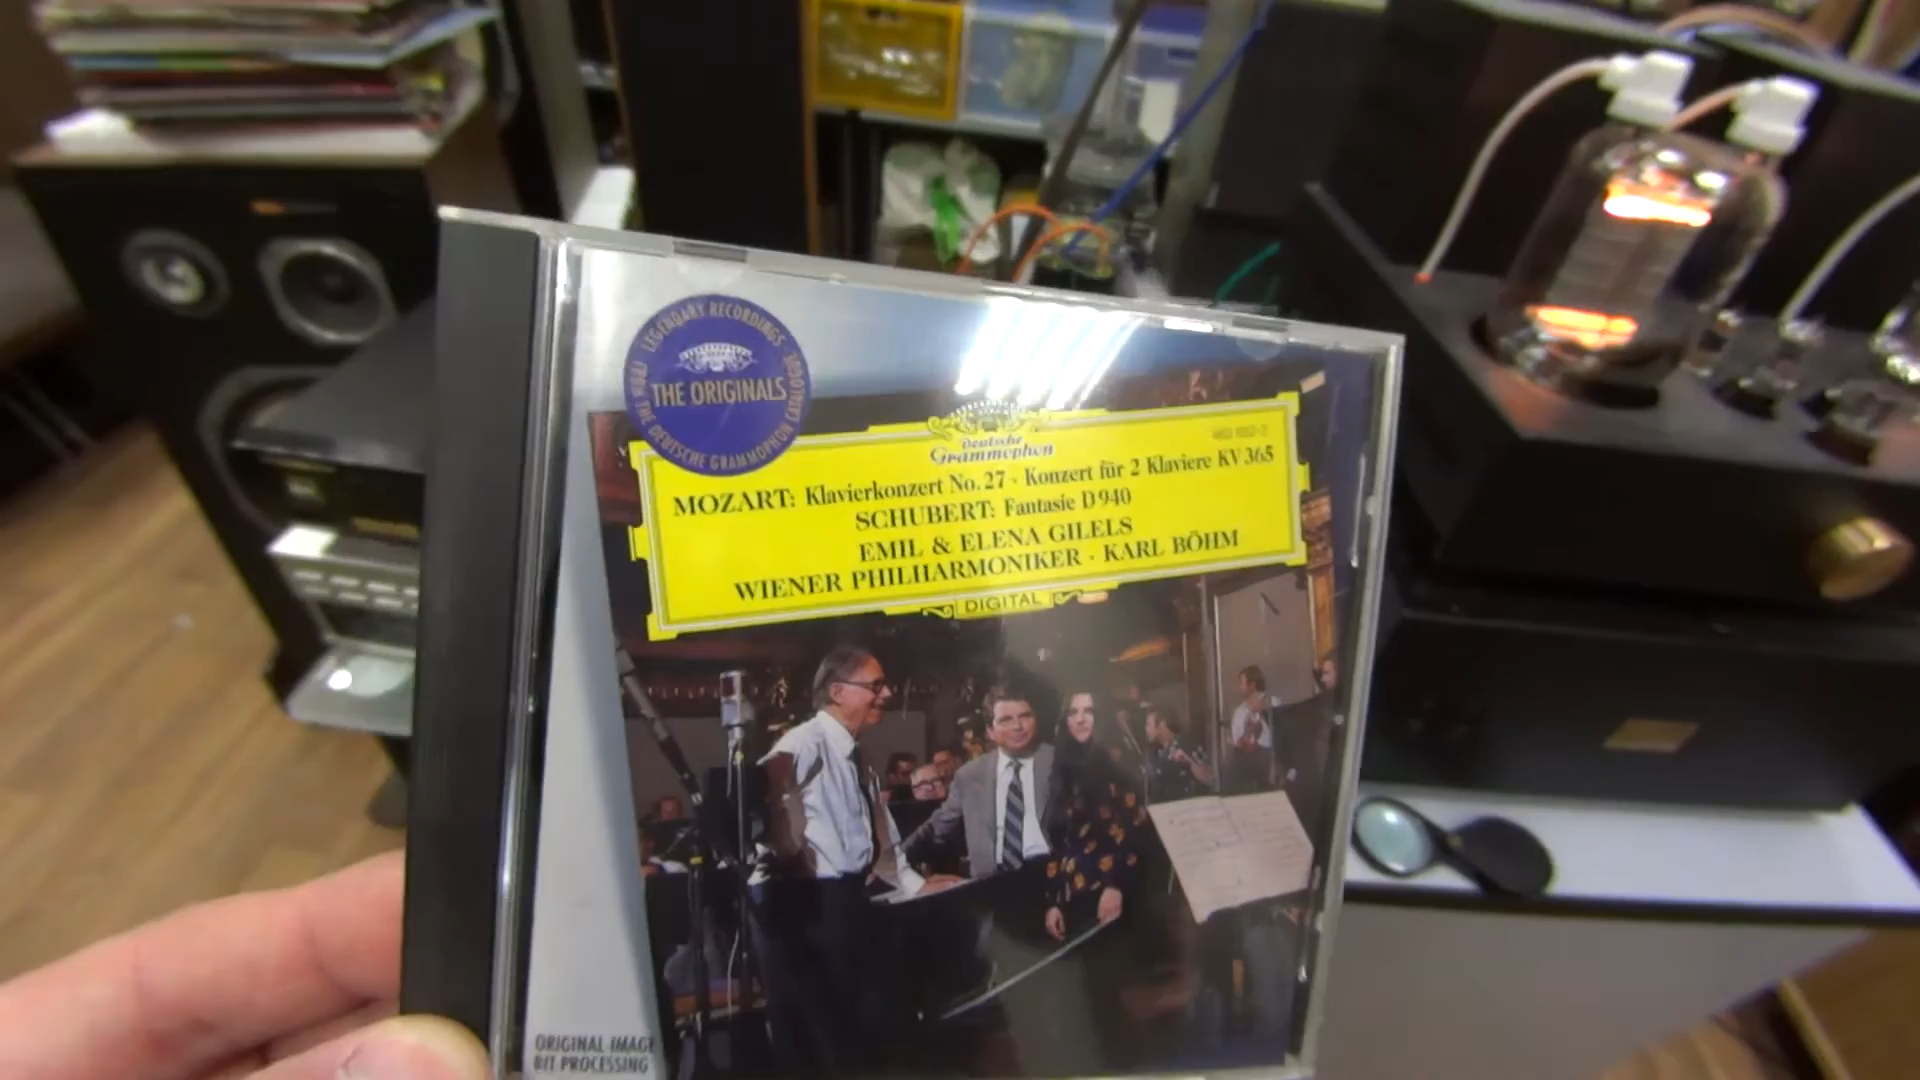 LEGENDARY RECORDINGS
THE ORIGINALS
FROM THE DEUTSCHE GRAMMOPHON CATALOGUE
Deutsche
Grammophon
MOZART: Klavierkonzert No. 27 · Konzert für 2 Klaviere KV 365
SCHUBERT: Fantasie D 940
EMIL & ELENA GILELS
WIENER PHILHARMONIKER · KARL BÖHM
DIGITAL
ORIGINAL-IMAGE
BIT-PROCESSING